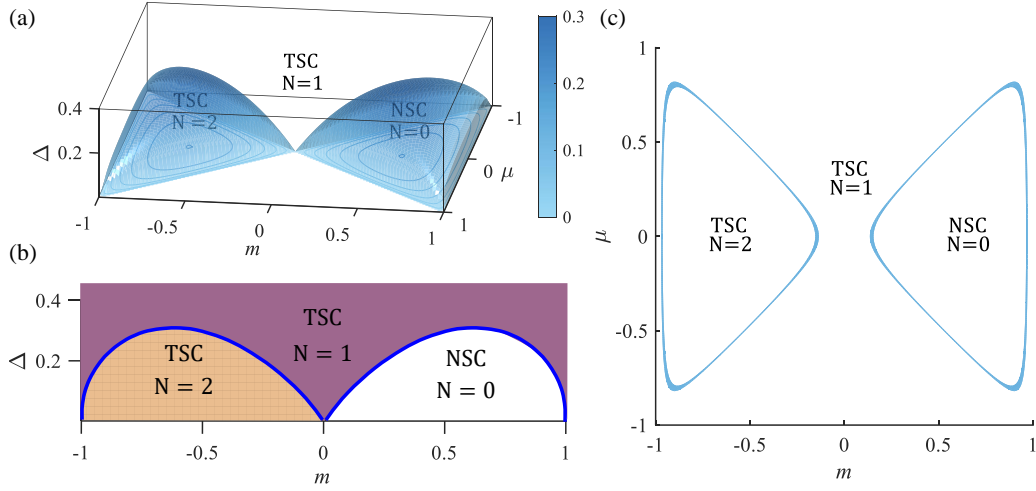 (a)
TSC
N=1
TSC
N=2
NSC
N=0
0.4
0.2
Δ
-1
-0.5
0
0.5
1
m
-1
0
1
μ
0.3
0.2
0.1
0
(b)
0.4
0.2
Δ
TSC
N = 1
TSC
N = 2
NSC
N = 0
-1 -0.5 0 0.5 1
m
(c)
1
0.5
0
-0.5
-1
μ
TSC
N=1
TSC
N=2
NSC
N=0
-1 -0.5 0 0.5 1
m